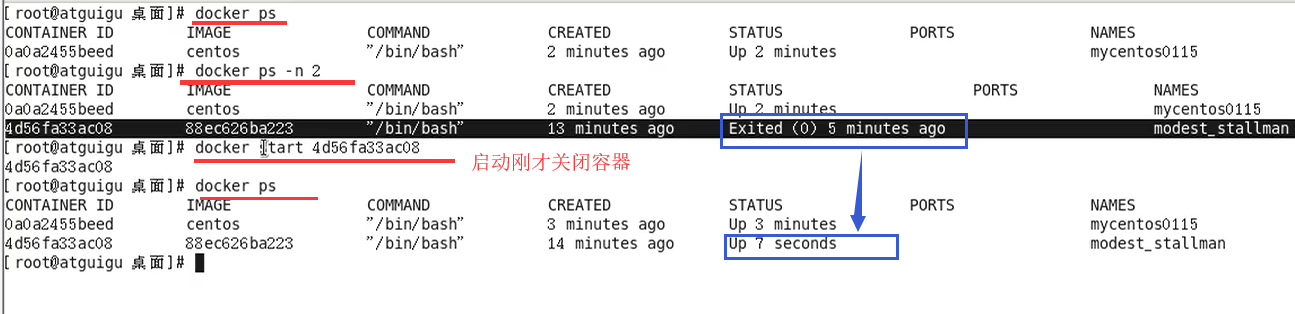 [root@atguigu 桌面]# docker ps
CONTAINER ID IMAGE COMMAND CREATED STATUS PORTS NAMES
0a0a2455beed centos "/bin/bash" 2 minutes ago Up 2 minutes mycentos0115
[root@atguigu 桌面]# docker ps -n 2
CONTAINER ID IMAGE COMMAND CREATED STATUS PORTS NAMES
0a0a2455beed centos "/bin/bash" 2 minutes ago Up 2 minutes mycentos0115
4d56fa33ac08 88ec626ba223 "/bin/bash" 13 minutes ago Exited (0) 5 minutes ago modest_stallman
[root@atguigu 桌面]# docker start 4d56fa33ac08 启动刚才关闭容器
4d56fa33ac08
[root@atguigu 桌面]# docker ps
CONTAINER ID IMAGE COMMAND CREATED STATUS PORTS NAMES
0a0a2455beed centos "/bin/bash" 3 minutes ago Up 3 minutes mycentos0115
4d56fa33ac08 88ec626ba223 "/bin/bash" 14 minutes ago Up 7 seconds modest_stallman
[root@atguigu 桌面]#